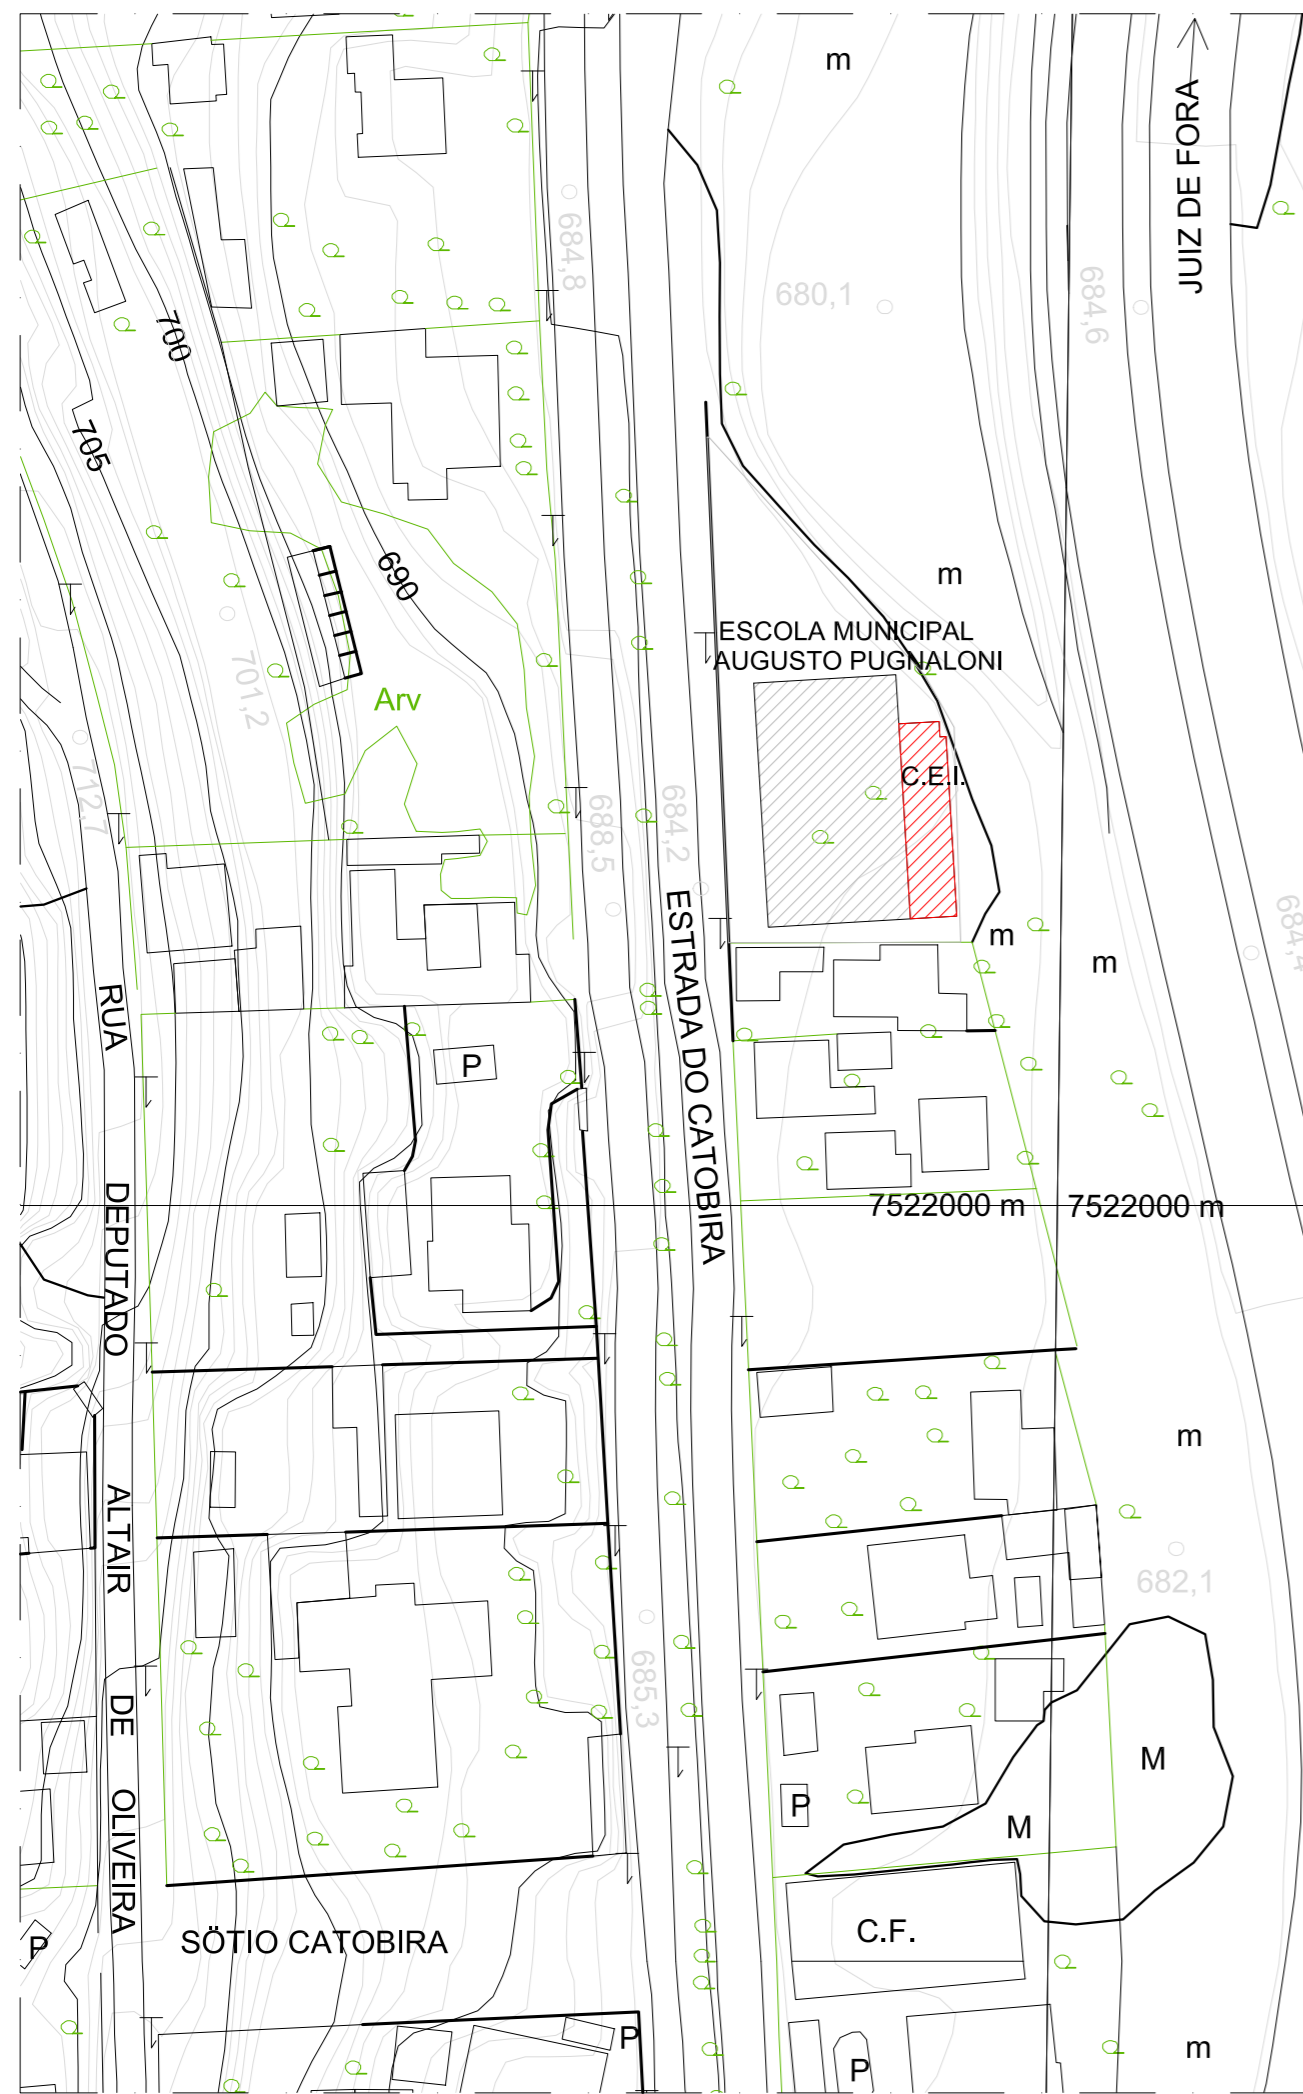 m
JUIZ DE FORA
684,8
680,1
684,6
700
705
690
m
ESCOLA MUNICIPAL
AUGUSTO PUGNALONI
701,2
Arv
712,7
C.E.I.
688,5
684,2
ESTRADA DO CATOBIRA
m
m
684,4
RUA DEPUTADO ALTAIR DE OLIVEIRA
P
7522000 m
7522000 m
m
682,1
685,3
M
P
M
C.F.
SÖTIO CATOBIRA
P
P
P
m